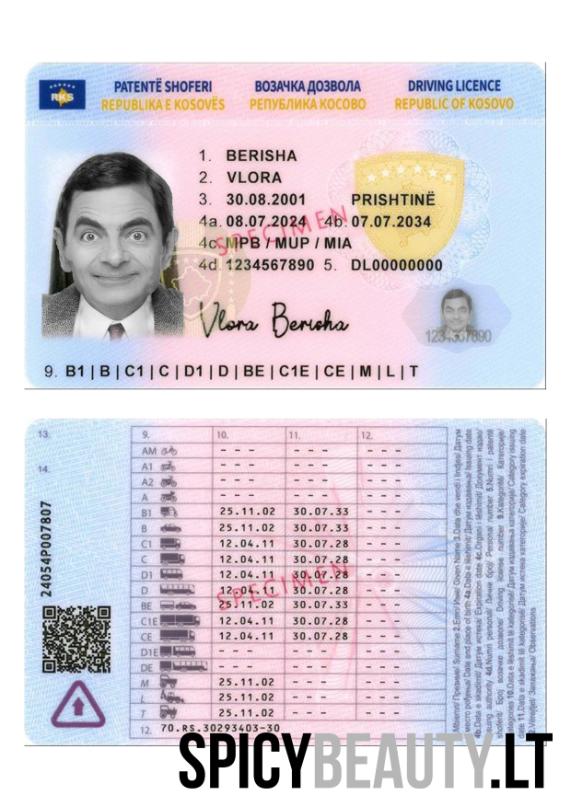 RKS
PATENTË SHOFERI
REPUBLIKA E KOSOVËS
ВОЗАЧКА ДОЗВОЛА
РЕПУБЛИКА КОСОВО
DRIVING LICENCE
REPUBLIC OF KOSOVO
1. BERISHA
2. VLORA
3. 30.08.2001 PRISHTINË
4a. 08.07.2024 4b. 07.07.2034
4c. MPB / MUP / MIA
4d. 1234567890 5. DL00000000
SPECIMEN
Vlora Berisha
1234567890
9. B1 | B | C1 | C | D1 | D | BE | C1E | CE | M | L | T
13.
14.
24054P007807
9. 10. 11. 12.
AM - - - - - - - - -
A1 - - - - - - - - -
A2 - - - - - - - - -
A - - - - - - - - -
B1 25.11.02 30.07.33 - - -
B 25.11.02 30.07.33 - - -
C1 12.04.11 30.07.28 - - -
C 12.04.11 30.07.28 - - -
D1 12.04.11 30.07.28 - - -
D 12.04.11 30.07.28 - - -
BE 25.11.02 30.07.33 - - -
C1E 12.04.11 30.07.28 - - -
CE 12.04.11 30.07.28 - - -
D1E - - - - - - - - -
DE - - - - - - - - -
M 25.11.02 - - - - - -
L 25.11.02 - - - - - -
T 25.11.02 - - - - - -
12. 70.RS.30293403-30
SPECIMEN
SPICYBEAUTY.LT